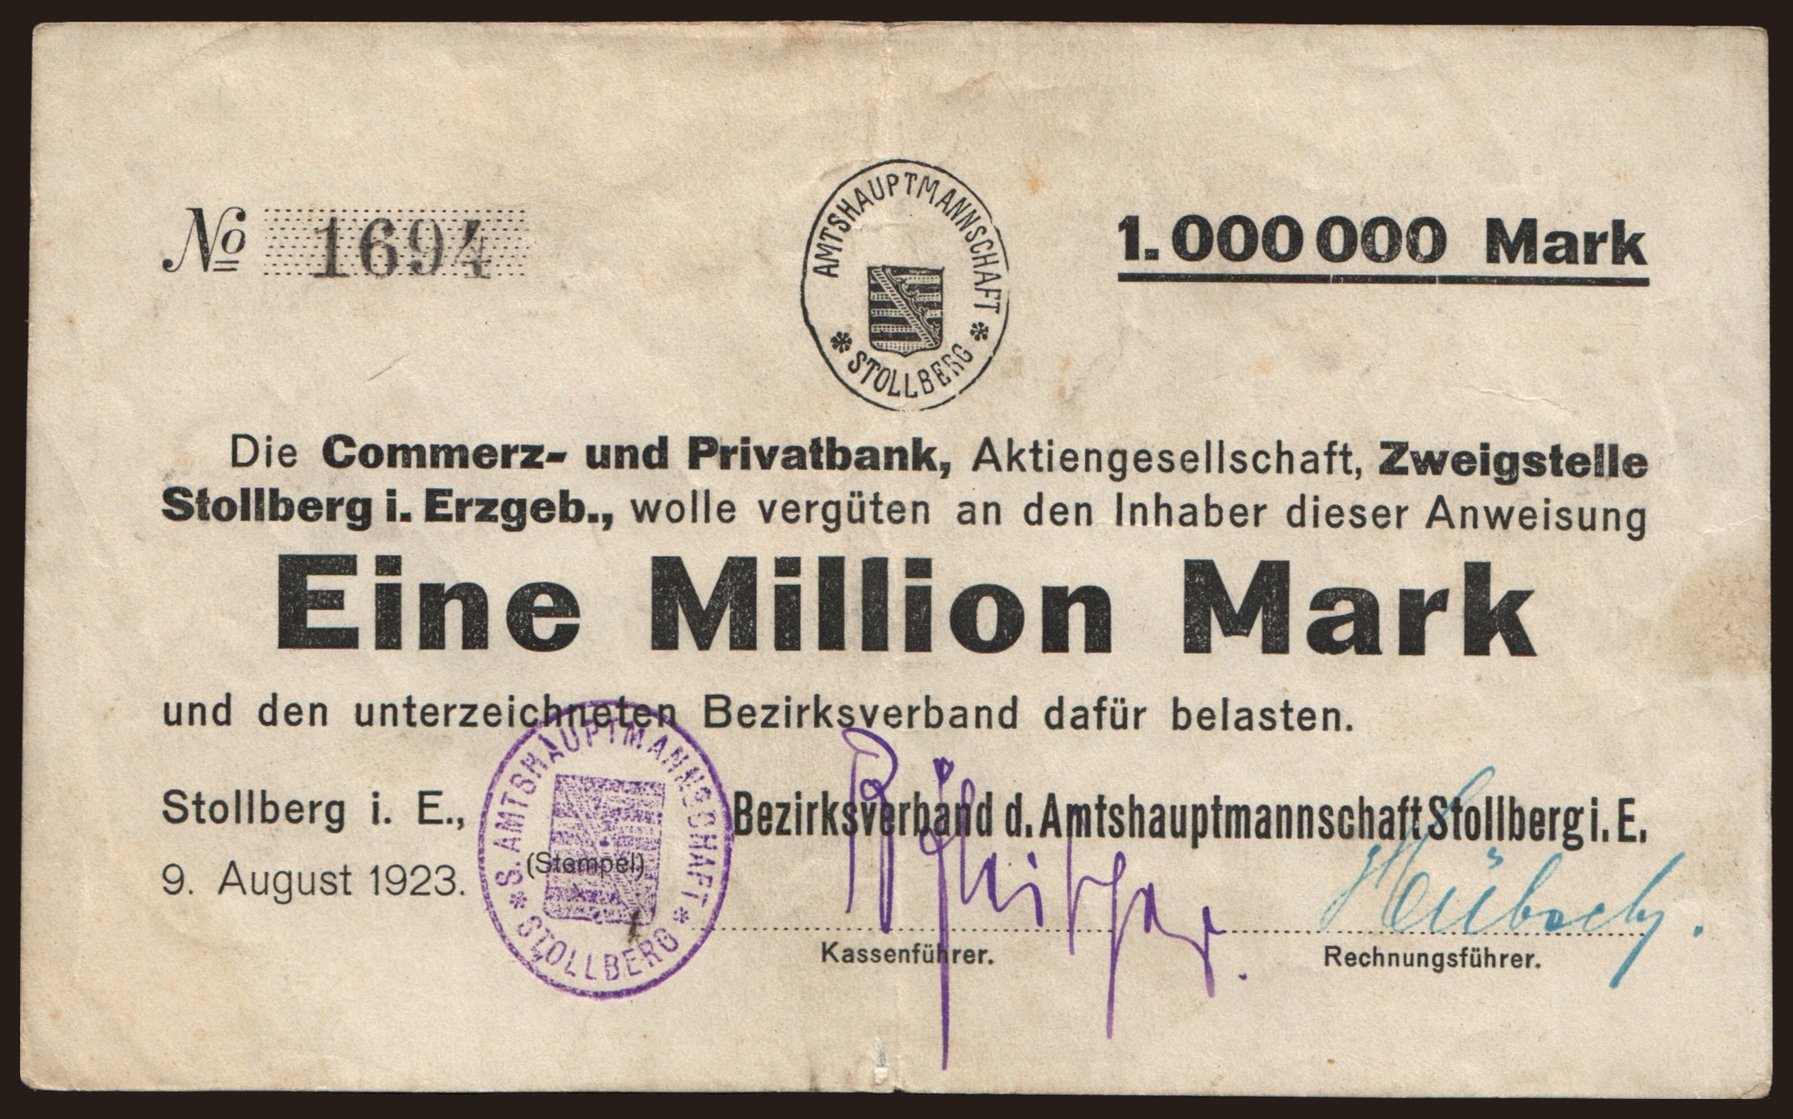 № 1694
AMTSHAUPTMANNSCHAFT
* STOLLBERG *
1.000 000 Mark
Die Commerz- und Privatbank, Aktiengesellschaft, Zweigstelle
Stollberg i. Erzgeb., wolle vergüten an den Inhaber dieser Anweisung
Eine Million Mark
und den unterzeichneten Bezirksverband dafür belasten.
Stollberg i. E.,
9. August 1923.
S. AMTSHAUPTMANNSCHAFT
(Stempel)
* STOLLBERG *
Bezirksverband d. Amtshauptmannschaft Stollberg i. E.
Kassenführer.
Rechnungsführer.